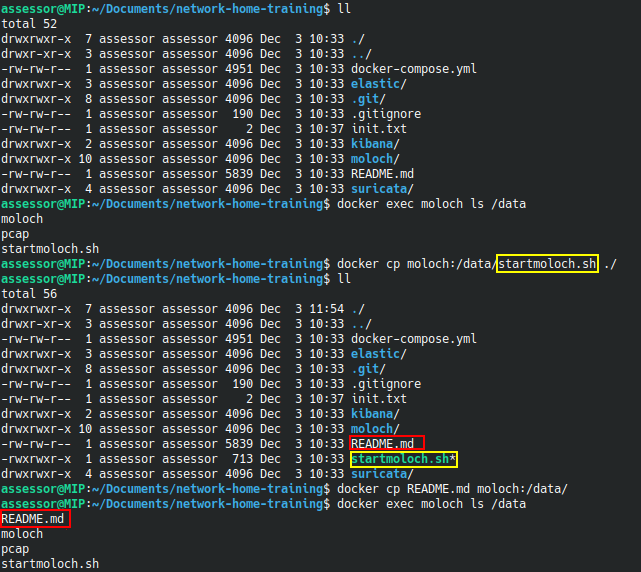 assessor@MIP:~/Documents/network-home-training$ ll
total 52
drwxrwxr-x  7 assessor assessor 4096 Dec  3 10:33 ./
drwxrwxr-x  3 assessor assessor 4096 Dec  3 10:33 ../
-rw-rw-r--  1 assessor assessor 4951 Dec  3 10:33 docker-compose.yml
drwxrwxr-x  3 assessor assessor 4096 Dec  3 10:33 elastic/
drwxrwxr-x  8 assessor assessor 4096 Dec  3 10:33 .git/
-rw-rw-r--  1 assessor assessor  190 Dec  3 10:33 .gitignore
-rw-rw-r--  1 assessor assessor    2 Dec  3 10:37 init.txt
drwxrwxr-x  2 assessor assessor 4096 Dec  3 10:33 kibana/
drwxrwxr-x 10 assessor assessor 4096 Dec  3 10:33 moloch/
-rw-rw-r--  1 assessor assessor 5839 Dec  3 10:33 README.md
drwxrwxr-x  4 assessor assessor 4096 Dec  3 10:33 suricata/
assessor@MIP:~/Documents/network-home-training$ docker exec moloch ls /data
moloch
pcap
startmoloch.sh
assessor@MIP:~/Documents/network-home-training$ docker cp moloch:/data/startmoloch.sh ./
assessor@MIP:~/Documents/network-home-training$ ll
total 56
drwxrwxr-x  7 assessor assessor 4096 Dec  3 11:54 ./
drwxrwxr-x  3 assessor assessor 4096 Dec  3 10:33 ../
-rw-rw-r--  1 assessor assessor 4951 Dec  3 10:33 docker-compose.yml
drwxrwxr-x  3 assessor assessor 4096 Dec  3 10:33 elastic/
drwxrwxr-x  8 assessor assessor 4096 Dec  3 10:33 .git/
-rw-rw-r--  1 assessor assessor  190 Dec  3 10:33 .gitignore
-rw-rw-r--  1 assessor assessor    2 Dec  3 10:37 init.txt
drwxrwxr-x  2 assessor assessor 4096 Dec  3 10:33 kibana/
drwxrwxr-x 10 assessor assessor 4096 Dec  3 10:33 moloch/
-rw-rw-r--  1 assessor assessor 5839 Dec  3 10:33 README.md
-rw-rwxr-x  1 assessor assessor  713 Dec  3 10:33 startmoloch.sh*
drwxrwxr-x  4 assessor assessor 4096 Dec  3 10:33 suricata/
assessor@MIP:~/Documents/network-home-training$ docker cp README.md moloch:/data/
assessor@MIP:~/Documents/network-home-training$ docker exec moloch ls /data
README.md
moloch
pcap
startmoloch.sh